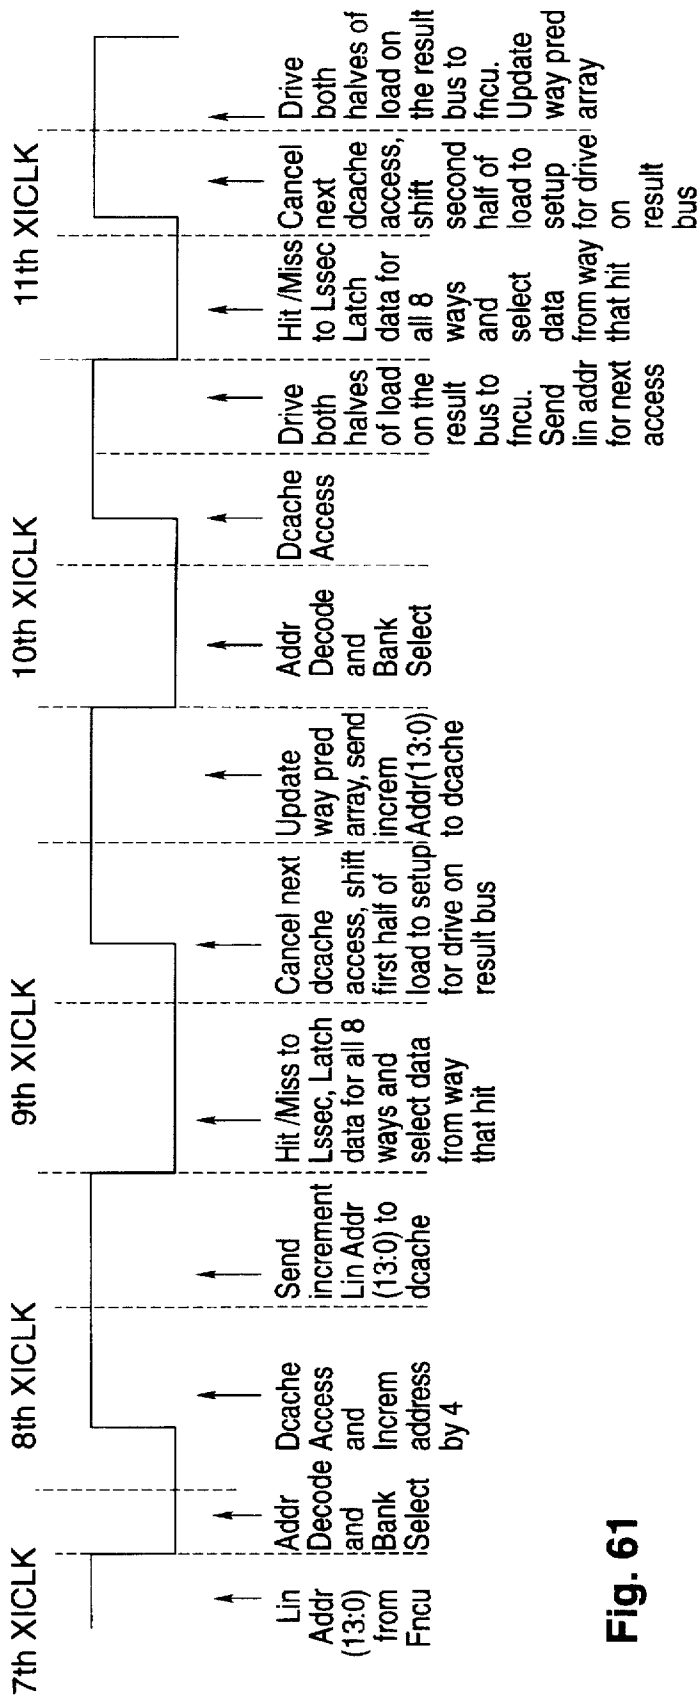 7th XICLK
8th XICLK
9th XICLK
10th XICLK
11th XICLK
Lin
Addr
(13:0)
from
Fncu
Addr
Decode
and
Bank
Select
Dcache
Access
and
Increm
address
by 4
Send
increment
Lin Addr
(13:0) to
dcache
Hit /Miss to
Lssec, Latch
data for all 8
ways and
select data
from way
that hit
Cancel next
dcache
access, shift
first half of
load to setup
for drive on
result bus
Update
way pred
array, send
increm
Addr(13:0)
to dcache
Addr
Decode
and
Bank
Select
Dcache
Access
Drive
both
halves
of load
on the
result
bus to
fncu.
Send
lin addr
for next
access
Hit /Miss
to Lssec
Latch
data for
all 8
ways
and
select
data
from way
that hit
Cancel
next
dcache
access,
shift
second
half of
load to
setup
for drive
on
result
bus
Drive
both
halves of
load on
the result
bus to
fncu.
Update
way pred
array
Fig. 61